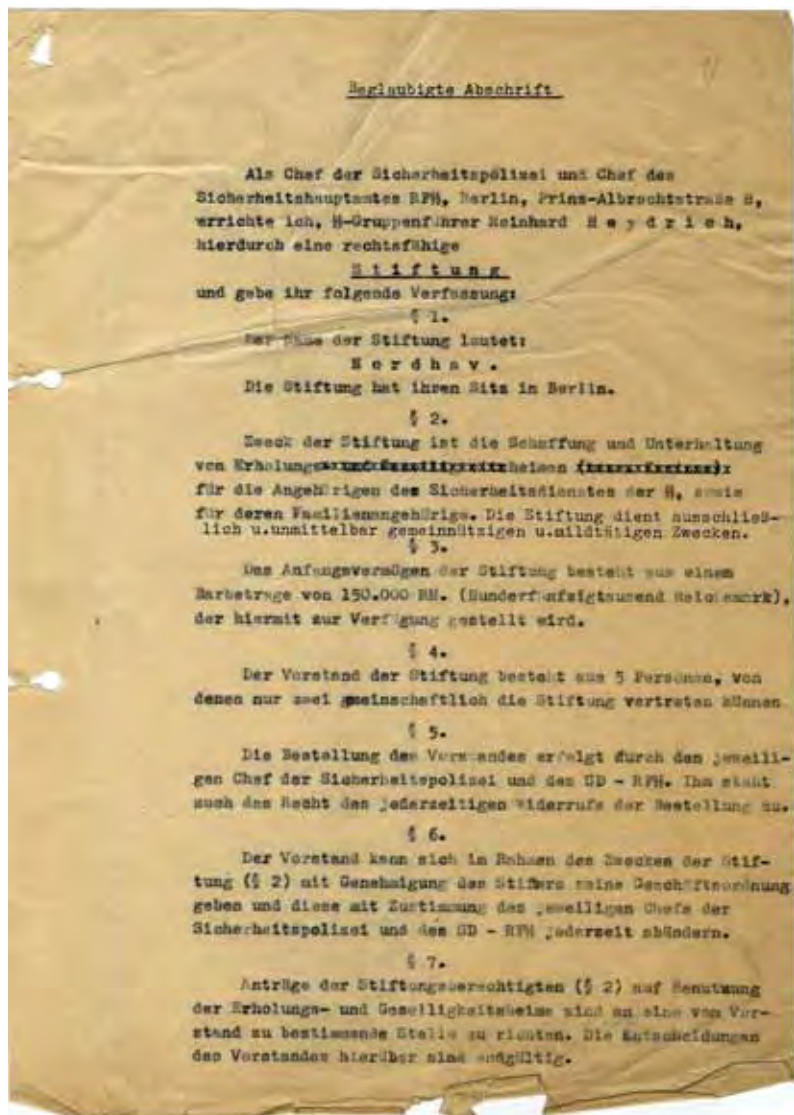 Beglaubigte Abschrift
Als Chef der Sicherheitspolizei und Chef des
Sicherheitshauptamtes RFSS, Berlin, Prinz-Albrechtstraße 8,
errichte ich, SS-Gruppenführer Reinhard H e y d r i c h,
hierdurch eine rechtsfähige
S t i f t u n g
und gebe ihr folgende Verfassung:
§ 1.
Der Name der Stiftung lautet:
N o r d h a v .
Die Stiftung hat ihren Sitz in Berlin.
§ 2.
Zweck der Stiftung ist die Schaffung und Unterhaltung
von Erholungs heimen
für die Angehörigen des Sicherheitsdienstes der SS, sowie
für deren Familienangehörige. Die Stiftung dient ausschließ-
lich u.unmittelbar gemeinnützigen u.mildtätigen Zwecken.
§ 3.
Das Anfangsvermögen der Stiftung besteht aus einem
Barbetrage von 150.000 RM. (Hunderfünfzigtausend Reichsmark),
der hiermit zur Verfügung gestellt wird.
§ 4.
Der Vorstand der Stiftung besteht aus 5 Personen, von
denen nur zwei gmeinschaftlich die Stiftung vertreten können
§ 5.
Die Bestellung des Vorstandes erfolgt durch den jeweili-
gen Chef der Sicherheitspolizei und des SD - RFSS. Ihm steht
auch das Recht des jederzeitigen Widerrufs der Bestellung zu.
§ 6.
Der Vorstand kann sich im Rahmen des Zweckes der Stif-
tung (§ 2) mit Genehmigung des Stifters seine Geschäftsordnung
geben und diese mit Zustimmung des jeweiligen Chefs der
Sicherheitspolizei und des SD - RFSS jederzeit abändern.
§ 7.
Anträge der Stiftungsberechtigten (§ 2) auf Benutzung
der Erholungs- und Geselligkeitsheime sind an eine vom Vor-
stand zu bestimmende Stelle zu richten. Die Entscheidungen
des Vorstandes hierüber sind endgültig.